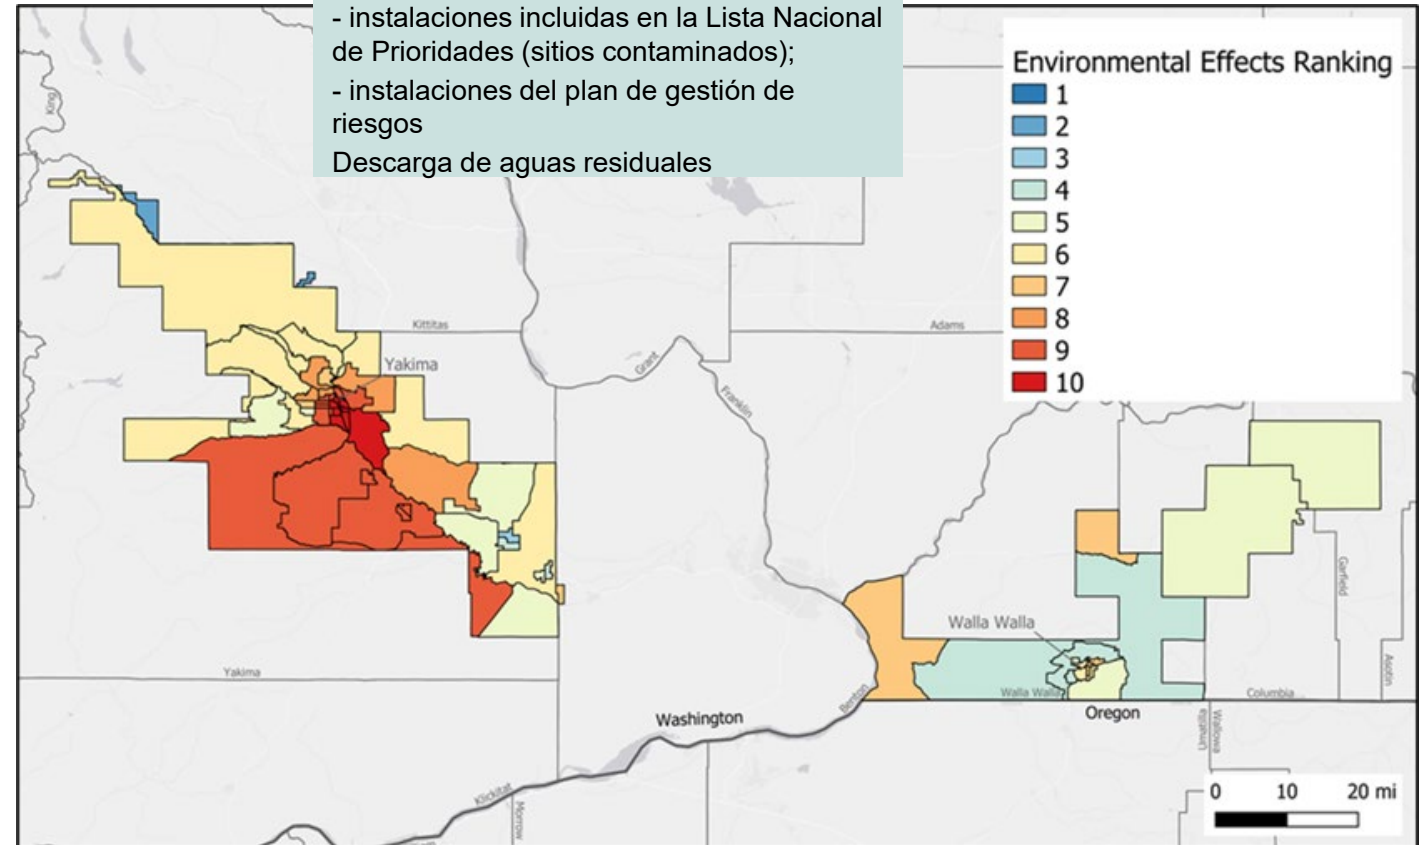 - instalaciones incluidas en la Lista Nacional
de Prioridades (sitios contaminados);
- instalaciones del plan de gestión de
riesgos
Descarga de aguas residuales
Environmental Effects Ranking
1
2
3
4
5
6
7
8
9
10
King
Kittitas
Adams
Yakima
Grant
Franklin
Garfield
Walla Walla
Asotin
Yakima
Benton
Walla Walla
Columbia
Washington
Oregon
Umatilla
Wallowa
Klickitat
Morrow
0 10 20 mi